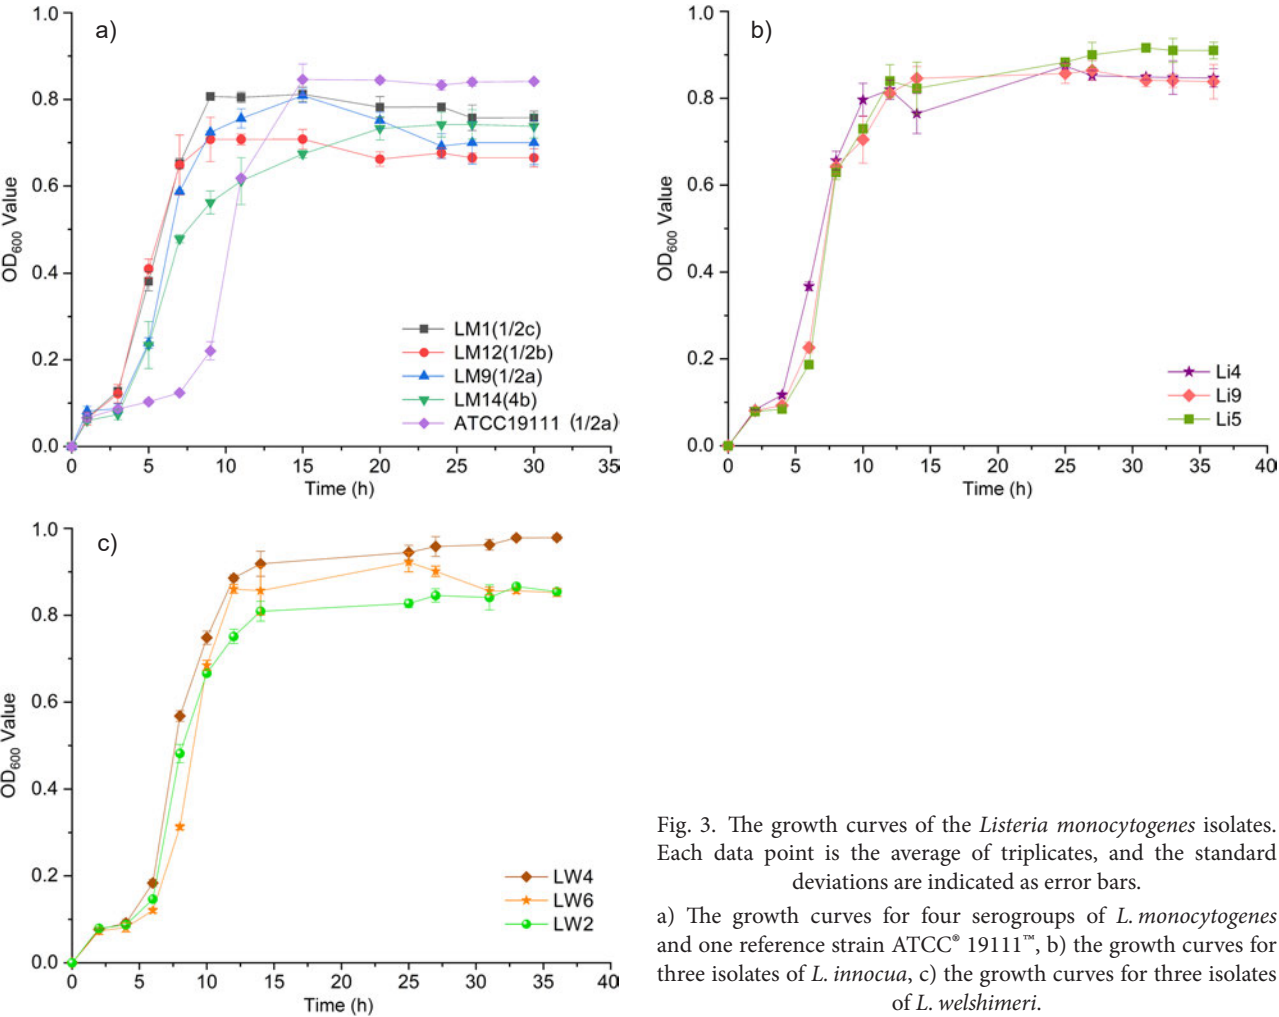 a)
1.0
0.8
0.6
0.4
0.2
0.0
OD600 Value
0 5 10 15 20 25 30 35
Time (h)
LM1(1/2c)
LM12(1/2b)
LM9(1/2a)
LM14(4b)
ATCC19111 (1/2a)
b)
1.0
0.8
0.6
0.4
0.2
0.0
OD600 Value
0 5 10 15 20 25 30 35 40
Time (h)
Li4
Li9
Li5
c)
1.0
0.8
0.6
0.4
0.2
0.0
OD600 Value
0 5 10 15 20 25 30 35 40
Time (h)
LW4
LW6
LW2
Fig. 3. The growth curves of the Listeria monocytogenes isolates.
Each data point is the average of triplicates, and the standard
deviations are indicated as error bars.
a) The growth curves for four serogroups of L. monocytogenes
and one reference strain ATCC® 19111™, b) the growth curves for
three isolates of L. innocua, c) the growth curves for three isolates
of L. welshimeri.